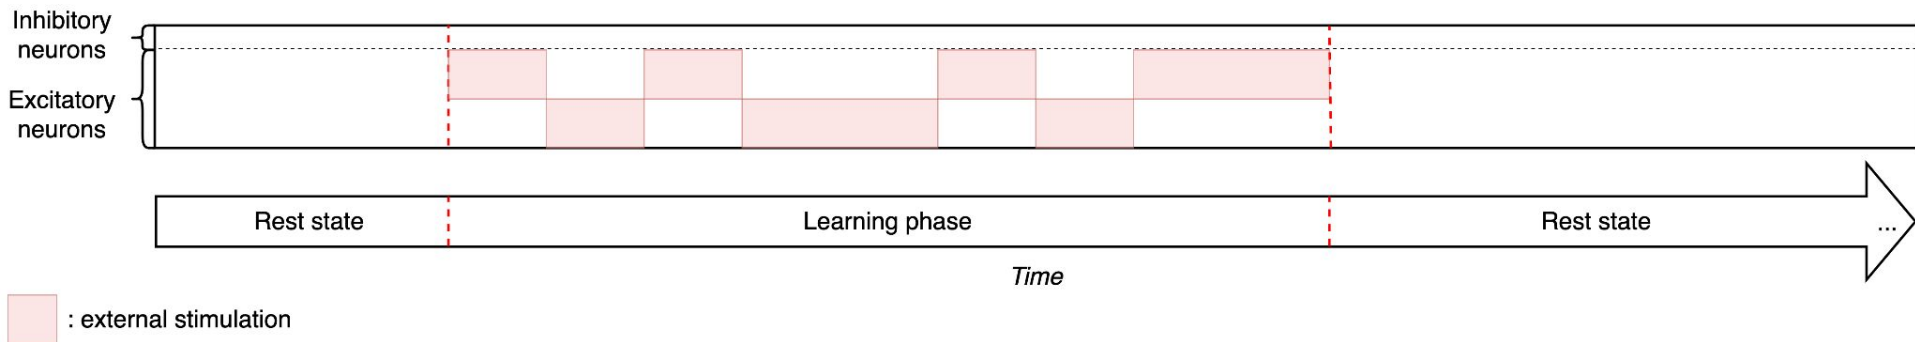 Inhibitory
neurons
Excitatory
neurons
Rest state
Learning phase
Rest state
...
Time
: external stimulation